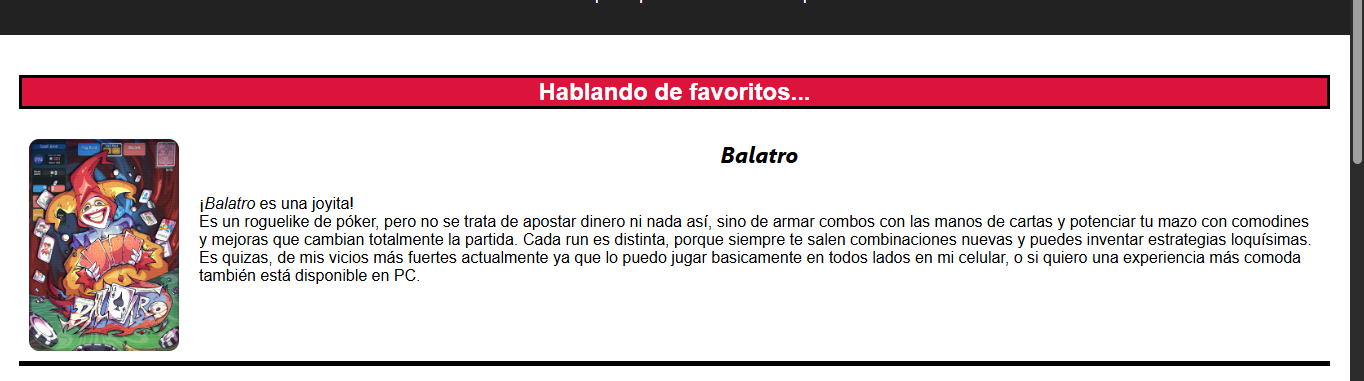 Hablando de favoritos...
Balatro
¡Balatro es una joyita!
Es un roguelike de póker, pero no se trata de apostar dinero ni nada así, sino de armar combos con las manos de cartas y potenciar tu mazo con comodines
y mejoras que cambian totalmente la partida. Cada run es distinta, porque siempre te salen combinaciones nuevas y puedes inventar estrategias loquísimas.
Es quizas, de mis vicios más fuertes actualmente ya que lo puedo jugar basicamente en todos lados en mi celular, o si quiero una experiencia más comoda
también está disponible en PC.
BALATRO